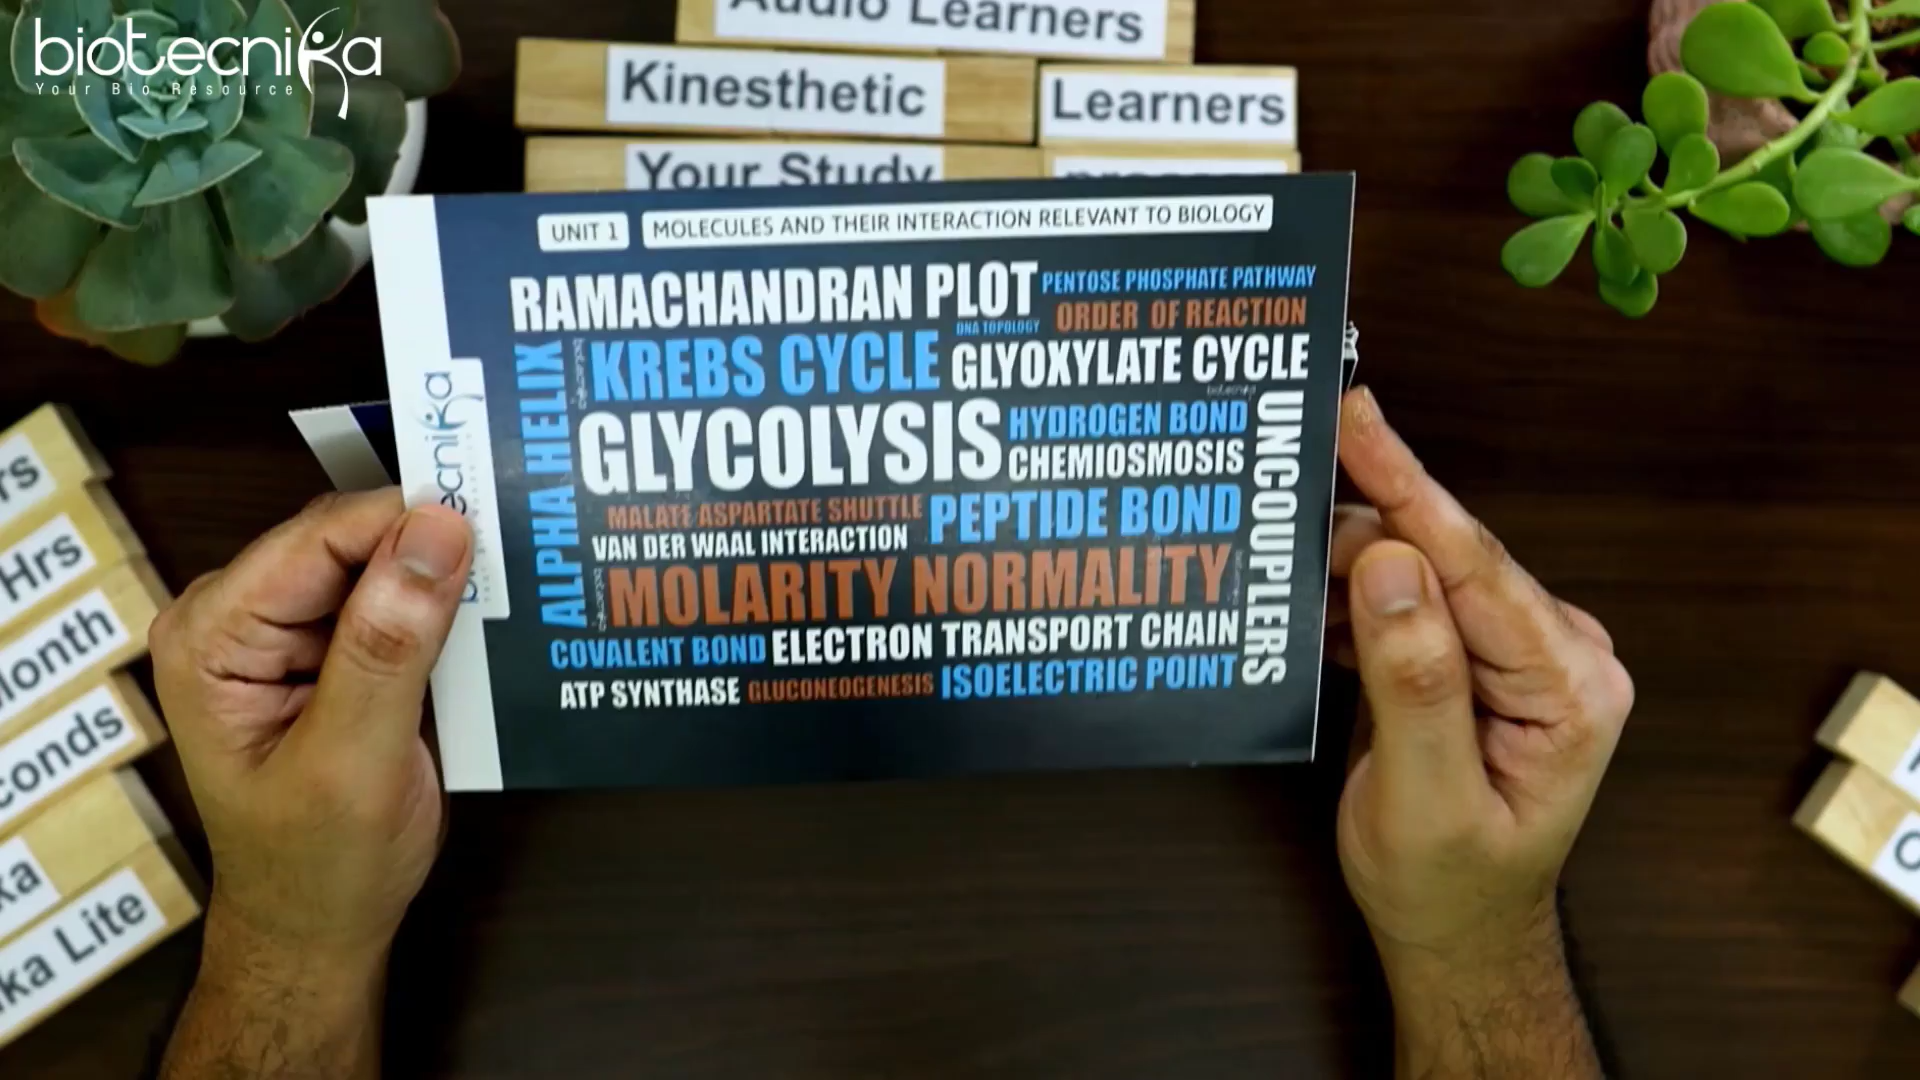 biotecnika
Your Bio Resource
Audio Learners
Kinesthetic Learners
Your Study
UNIT 1 MOLECULES AND THEIR INTERACTION RELEVANT TO BIOLOGY
RAMACHANDRAN PLOT
PENTOSE PHOSPHATE PATHWAY
DNA TOPOLOGY
ORDER OF REACTION
ALPHA HELIX
KREBS CYCLE
GLYOXYLATE CYCLE
GLYCOLYSIS
HYDROGEN BOND
CHEMIOSMOSIS
UNCOUPLERS
MALATE ASPARTATE SHUTTLE
VAN DER WAAL INTERACTION
PEPTIDE BOND
MOLARITY NORMALITY
COVALENT BOND
ELECTRON TRANSPORT CHAIN
ATP SYNTHASE
GLUCONEOGENESIS
ISOELECTRIC POINT
rs
Hrs
Month
conds
ka
ka Lite